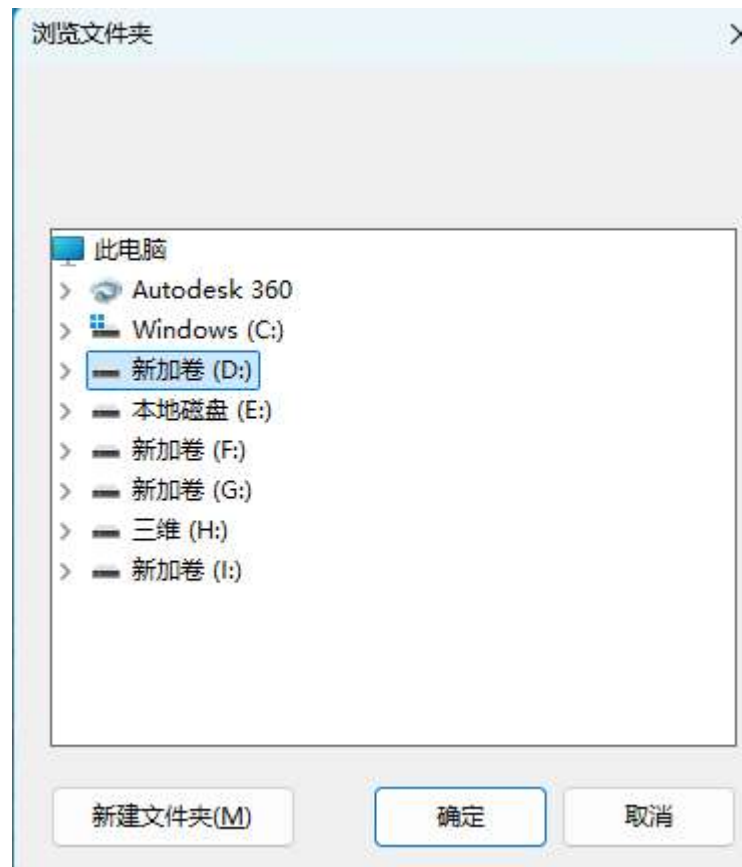 浏览文件夹
此电脑
Autodesk 360
Windows (C:)
新加卷 (D:)
本地磁盘 (E:)
新加卷 (F:)
新加卷 (G:)
三维 (H:)
新加卷 (I:)
新建文件夹(M) 确定 取消